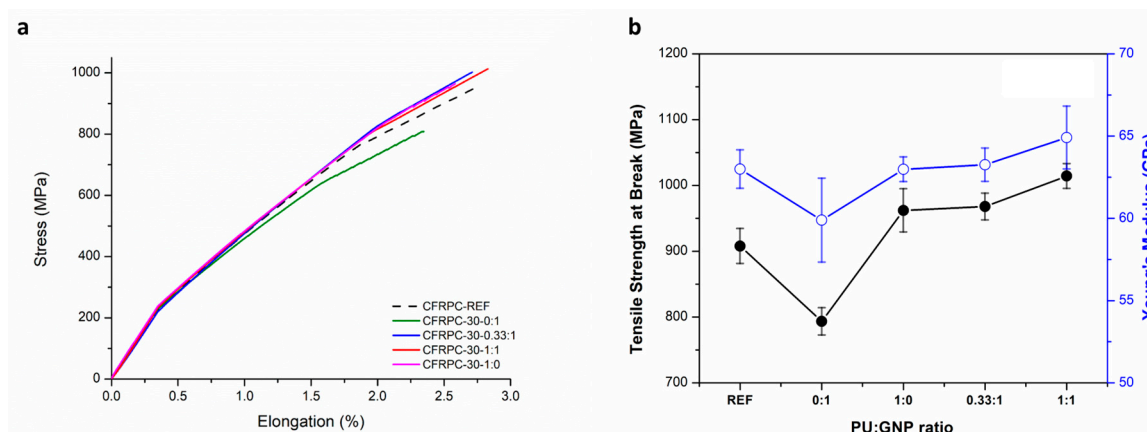 a
Stress (MPa)
1000
800
600
400
200
0
0.0 0.5 1.0 1.5 2.0 2.5 3.0
Elongation (%)
CFRPC-REF
CFRPC-30-0:1
CFRPC-30-0.33:1
CFRPC-30-1:1
CFRPC-30-1:0
b
Tensile Strength at Break (MPa)
1200
1100
1000
900
800
700
REF 0:1 1:0 0.33:1 1:1
PU:GNP ratio
70
65
60
55
50
Young's Modulus (GPa)